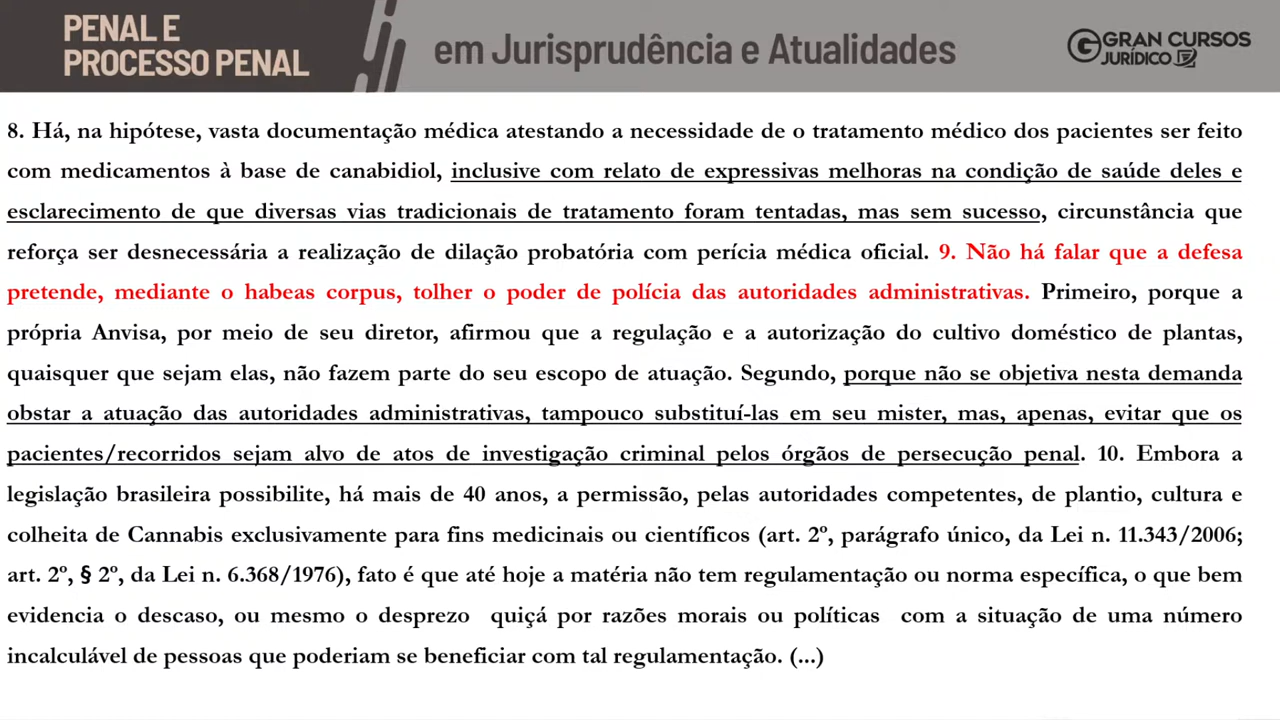 PENAL E
PROCESSO PENAL
em Jurisprudência e Atualidades
GRAN CURSOS
JURÍDICO
8. Há, na hipótese, vasta documentação médica atestando a necessidade de o tratamento médico dos pacientes ser feito
com medicamentos à base de canabidiol, inclusive com relato de expressivas melhoras na condição de saúde deles e
esclarecimento de que diversas vias tradicionais de tratamento foram tentadas, mas sem sucesso, circunstância que
reforça ser desnecessária a realização de dilação probatória com perícia médica oficial. 9. Não há falar que a defesa
pretende, mediante o habeas corpus, tolher o poder de polícia das autoridades administrativas. Primeiro, porque a
própria Anvisa, por meio de seu diretor, afirmou que a regulação e a autorização do cultivo doméstico de plantas,
quaisquer que sejam elas, não fazem parte do seu escopo de atuação. Segundo, porque não se objetiva nesta demanda
obstar a atuação das autoridades administrativas, tampouco substituí-las em seu mister, mas, apenas, evitar que os
pacientes/recorridos sejam alvo de atos de investigação criminal pelos órgãos de persecução penal. 10. Embora a
legislação brasileira possibilite, há mais de 40 anos, a permissão, pelas autoridades competentes, de plantio, cultura e
colheita de Cannabis exclusivamente para fins medicinais ou científicos (art. 2º, parágrafo único, da Lei n. 11.343/2006;
art. 2º, § 2º, da Lei n. 6.368/1976), fato é que até hoje a matéria não tem regulamentação ou norma específica, o que bem
evidencia o descaso, ou mesmo o desprezo quiçá por razões morais ou políticas com a situação de uma número
incalculável de pessoas que poderiam se beneficiar com tal regulamentação. (...)